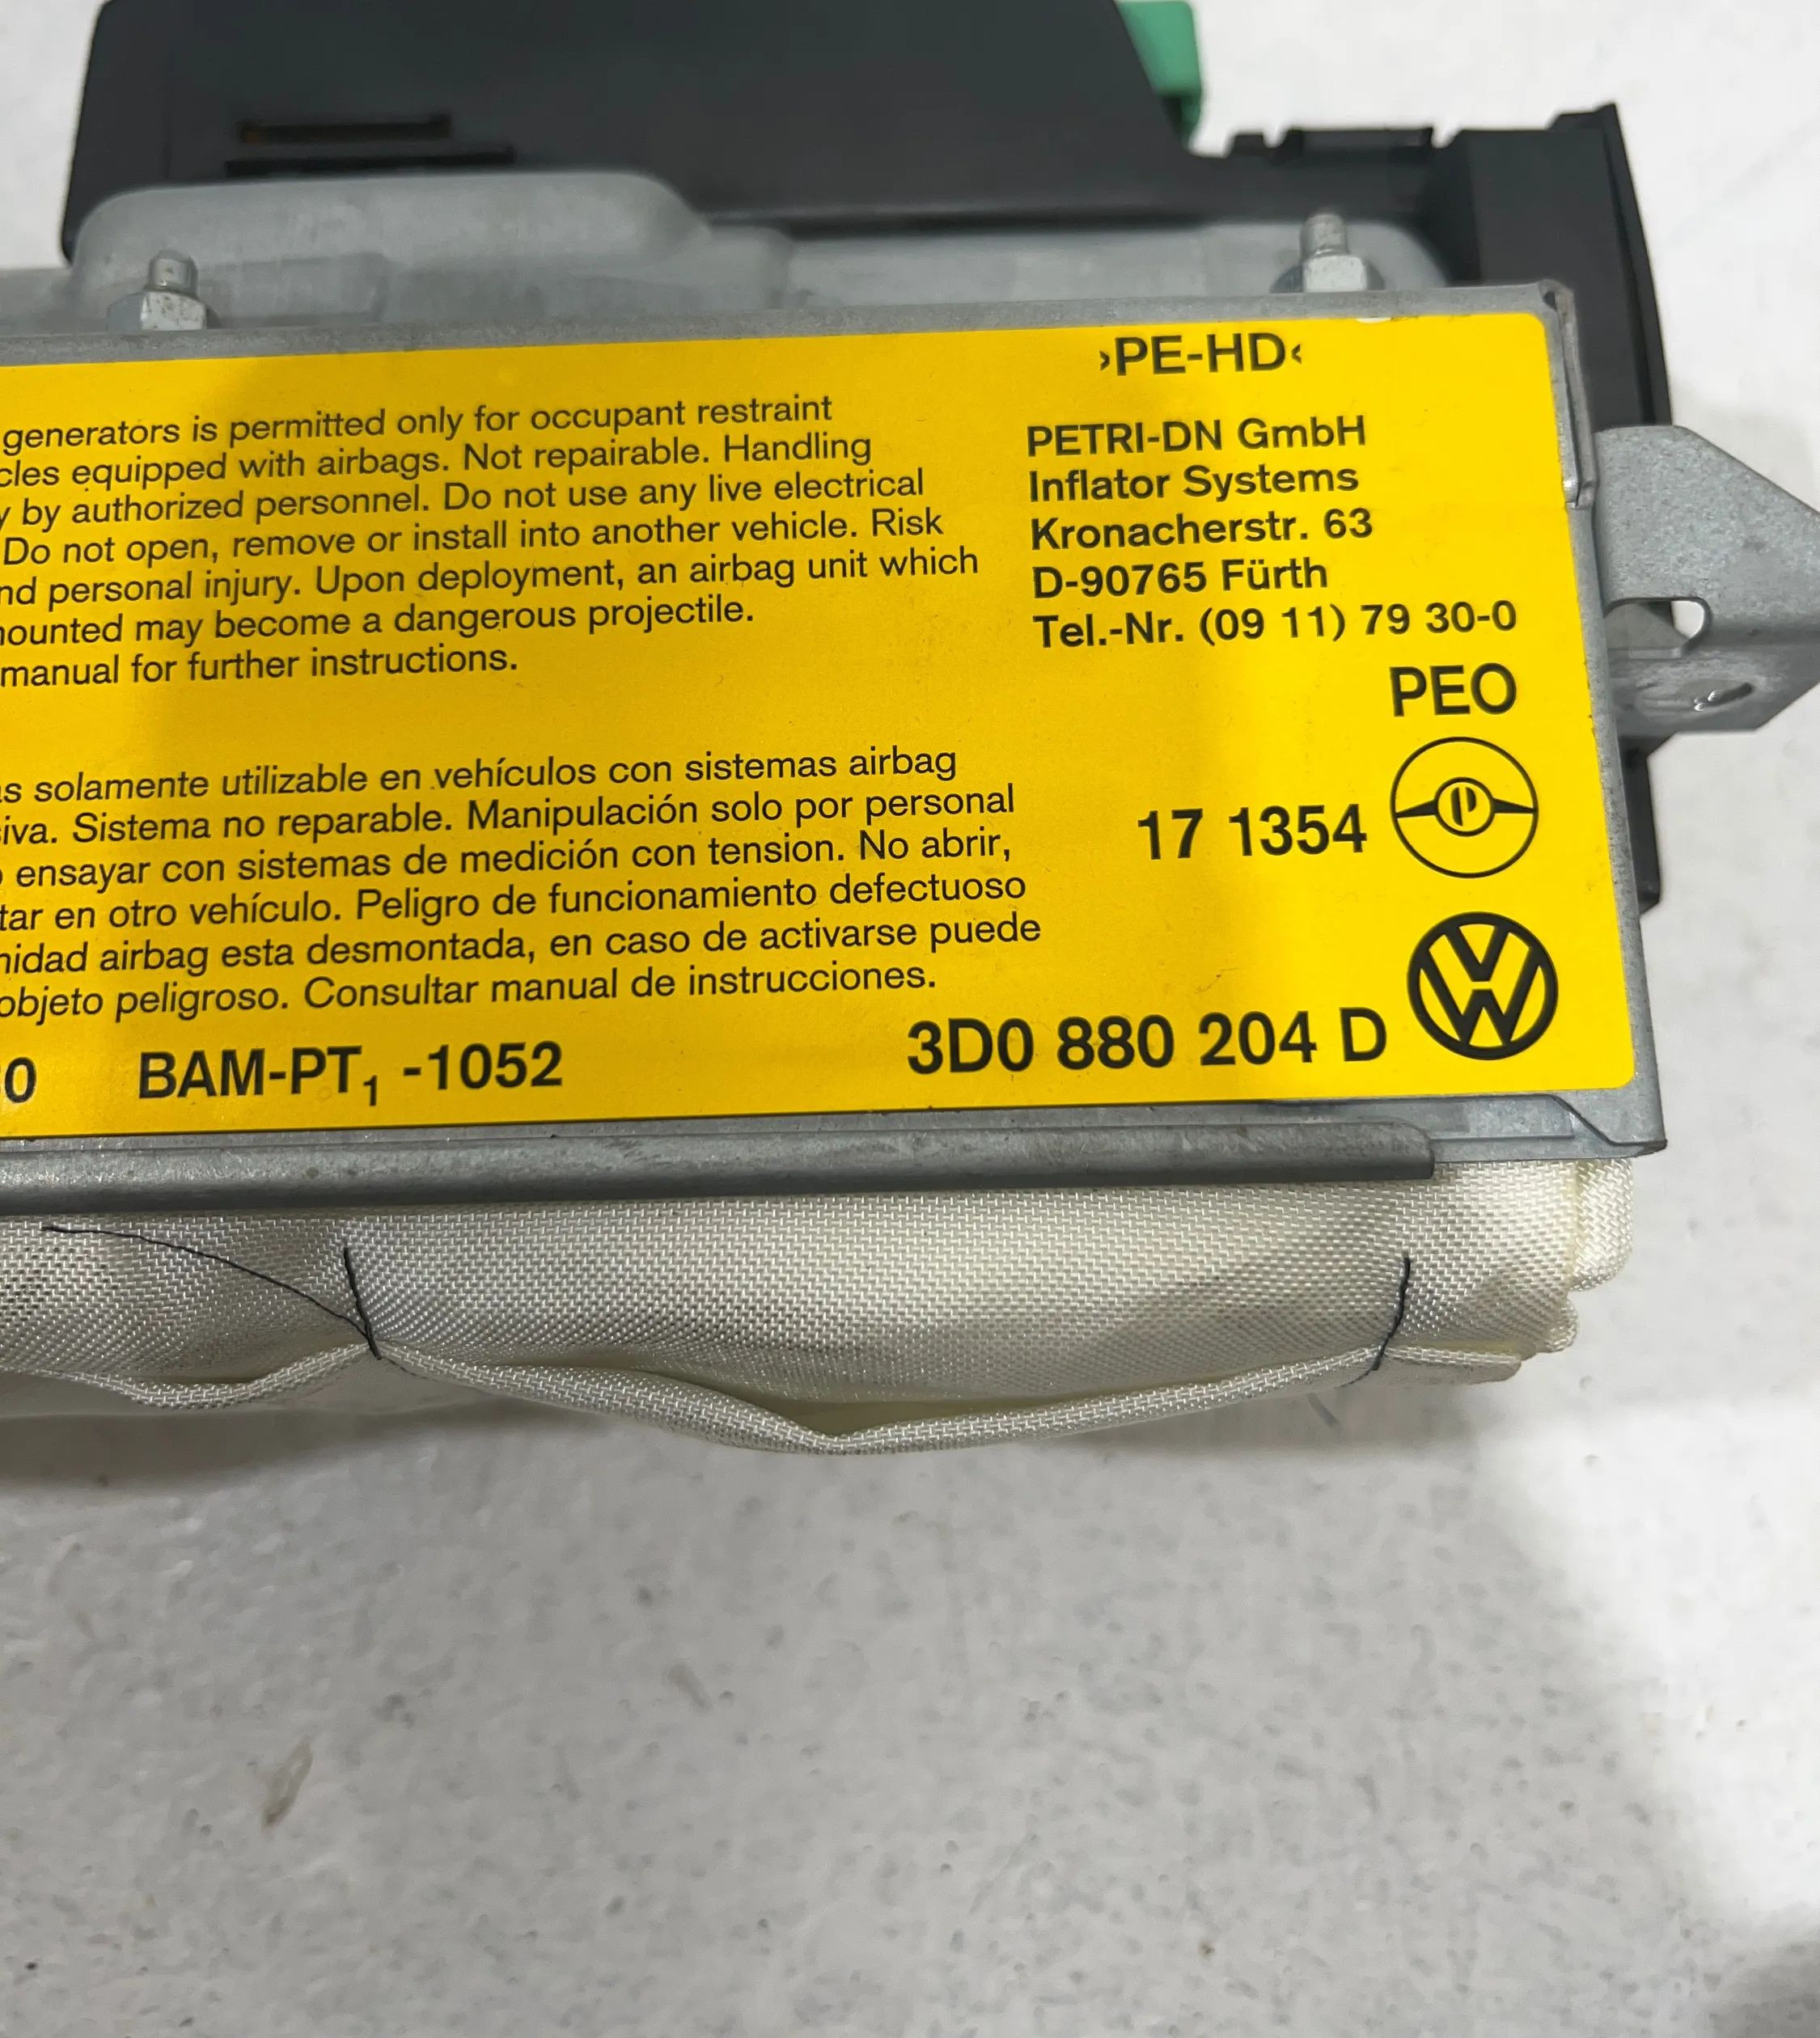 generators is permitted only for occupant restraint
equipped with airbags. Not repairable. Handling
by authorized personnel. Do not use any live electrical
Do not open, remove or install into another vehicle. Risk
personal injury. Upon deployment, an airbag unit which
may become a dangerous projectile.
manual for further instructions.
›PE-HD‹
PETRI-DN GmbH
Inflator Systems
Kronacherstr. 63
D-90765 Fürth
Tel.-Nr. (09 11) 79 30-0
PEO
solamente utilizable en vehículos con sistemas airbag
Sistema no reparable. Manipulación solo por personal
ensayar con sistemas de medición con tension. No abrir,
en otro vehículo. Peligro de funcionamiento defectuoso
airbag esta desmontada, en caso de activarse puede
objeto peligroso. Consultar manual de instrucciones.
17 1354
P
0 BAM-PT1 -1052
3D0 880 204 D
VW